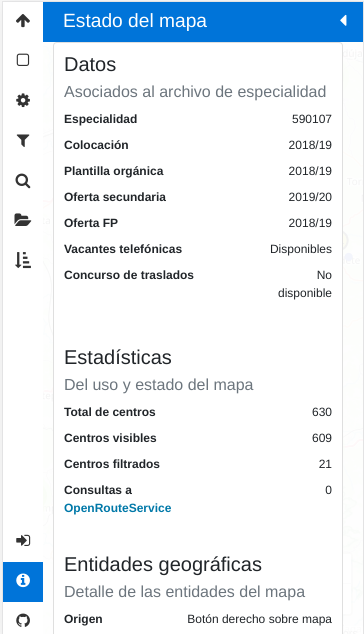 Estado del mapa
Datos
Asociados al archivo de especialidad
Especialidad 590107
Colocación 2018/19
Plantilla orgánica 2018/19
Oferta secundaria 2019/20
Oferta FP 2018/19
Vacantes telefónicas Disponibles
Concurso de traslados No
disponible
Estadísticas
Del uso y estado del mapa
Total de centros 630
Centros visibles 609
Centros filtrados 21
Consultas a 0
OpenRouteService
Entidades geográficas
Detalle de las entidades del mapa
Origen Botón derecho sobre mapa